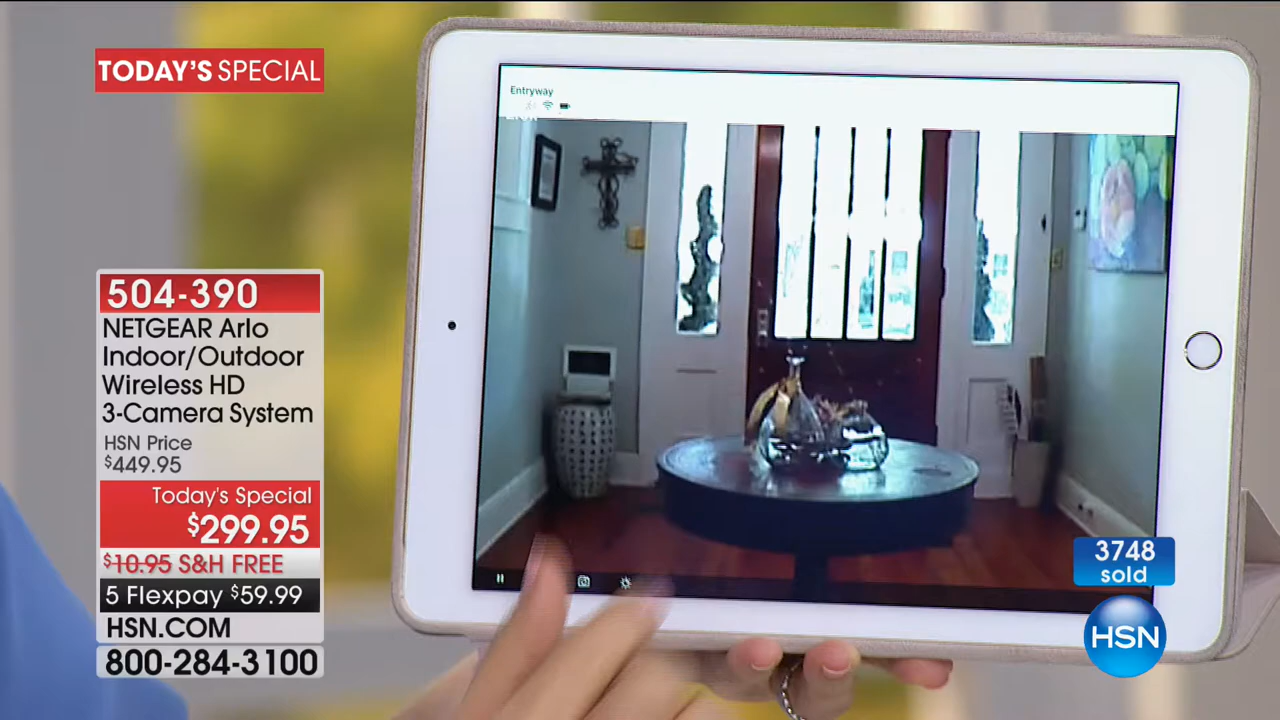 TODAY'S SPECIAL
504-390
NETGEAR Arlo
Indoor/Outdoor
Wireless HD
3-Camera System
HSN Price
$449.95
Today's Special
$299.95
$10.95 S&H FREE
5 Flexpay $59.99
HSN.COM
800-284-3100
Entryway
3748
sold
HSN